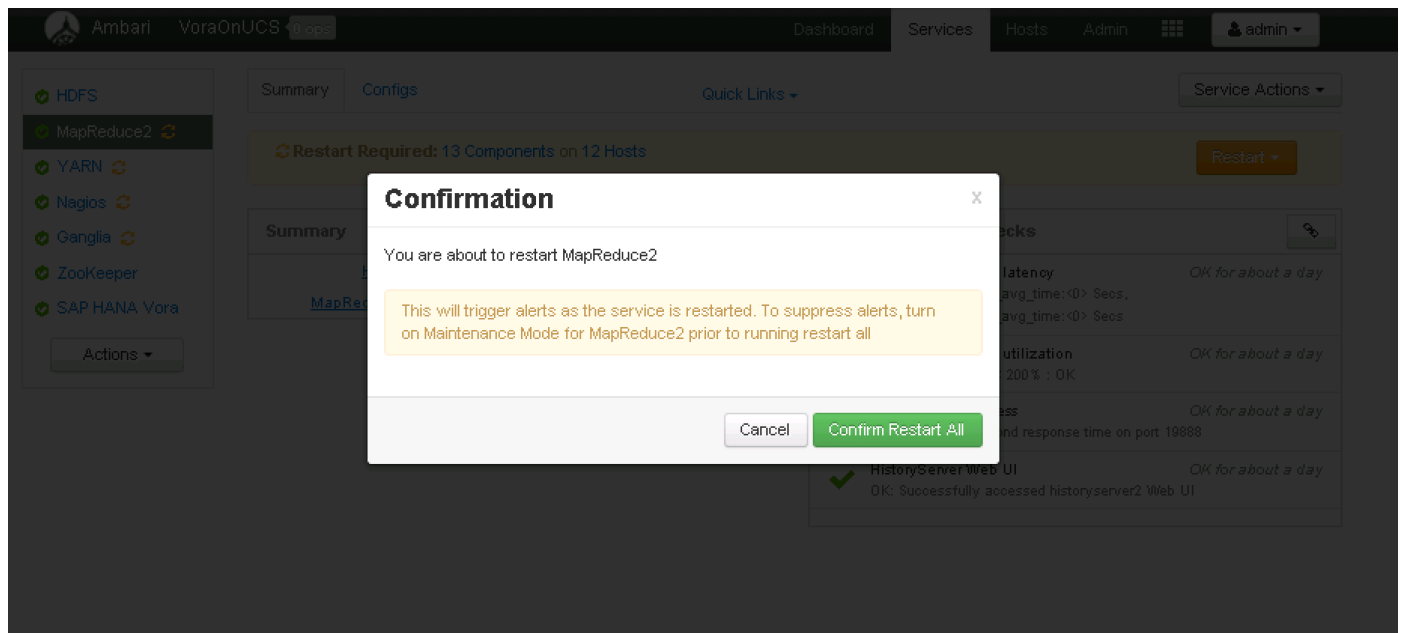 Ambari VoraOnUCS 0 ops Dashboard Services Hosts Admin admin
HDFS
MapReduce2
YARN
Nagios
Ganglia
ZooKeeper
SAP HANA Vora
Actions
Summary Configs Quick Links Service Actions
Restart Required: 13 Components on 12 Hosts Restart
Summary
MapRec
Confirmation x
You are about to restart MapReduce2
This will trigger alerts as the service is restarted. To suppress alerts, turn
on Maintenance Mode for MapReduce2 prior to running restart all
Cancel Confirm Restart All
ecks
latency OK for about a day
avg_time:<0> Secs,
avg_time:<0> Secs
utilization OK for about a day
200% : OK
ess OK for about a day
nd response time on port 19888
HistoryServer Web UI OK for about a day
OK: Successfully accessed historyserver2 Web UI